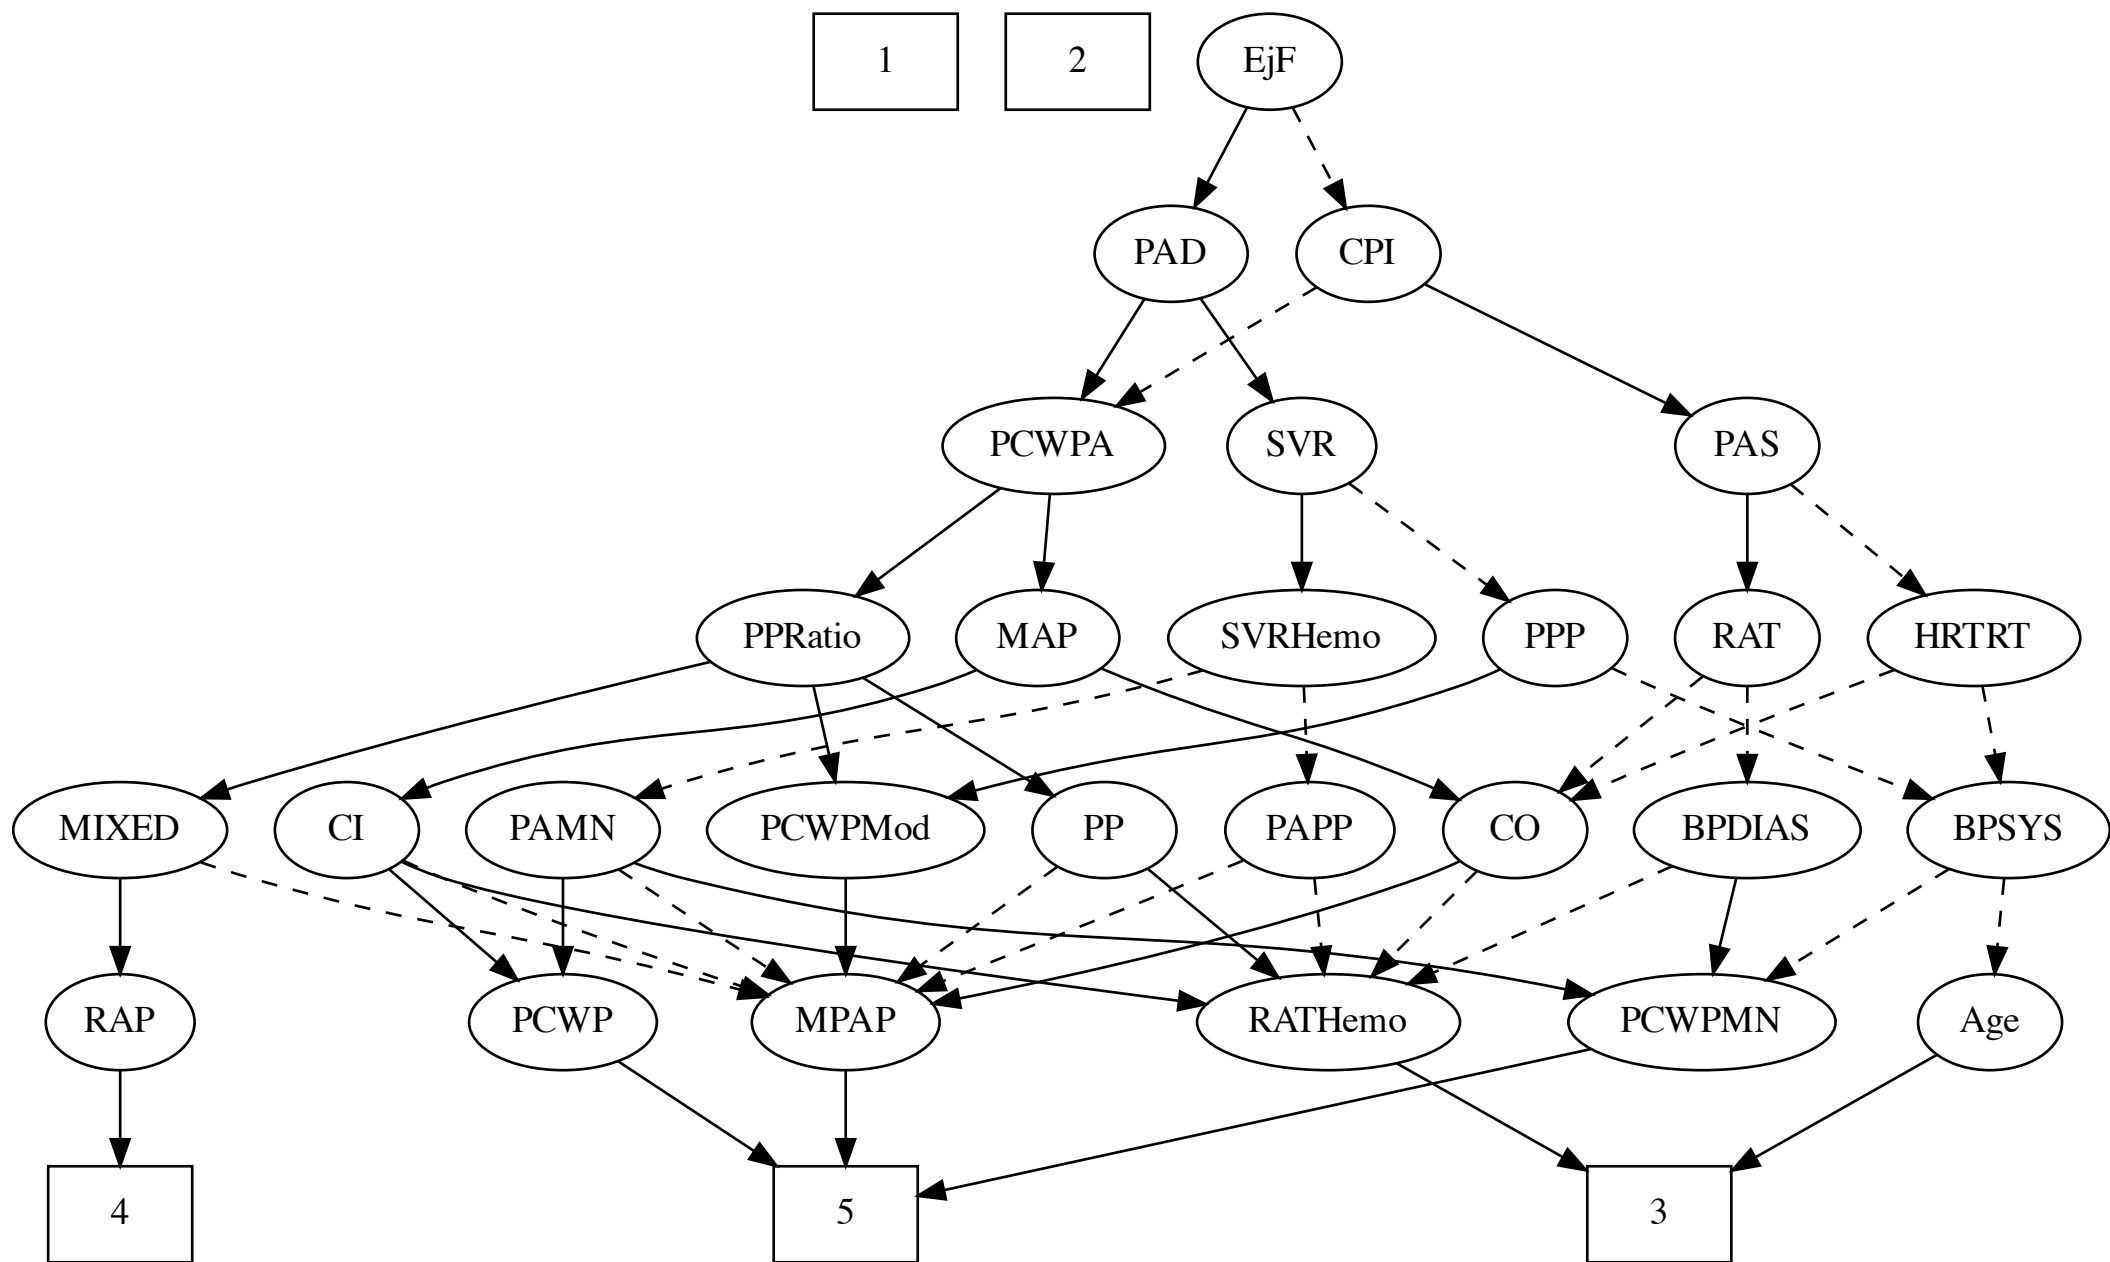 1
2
EjF
PAD
CPI
PCWPA
SVR
PAS
PPRatio
MAP
SVRHemo
PPP
RAT
HRTRT
MIXED
CI
PAMN
PCWPMod
PP
PAPP
CO
BPDIAS
BPSYS
RAP
PCWP
MPAP
RATHemo
PCWPMN
Age
4
5
3